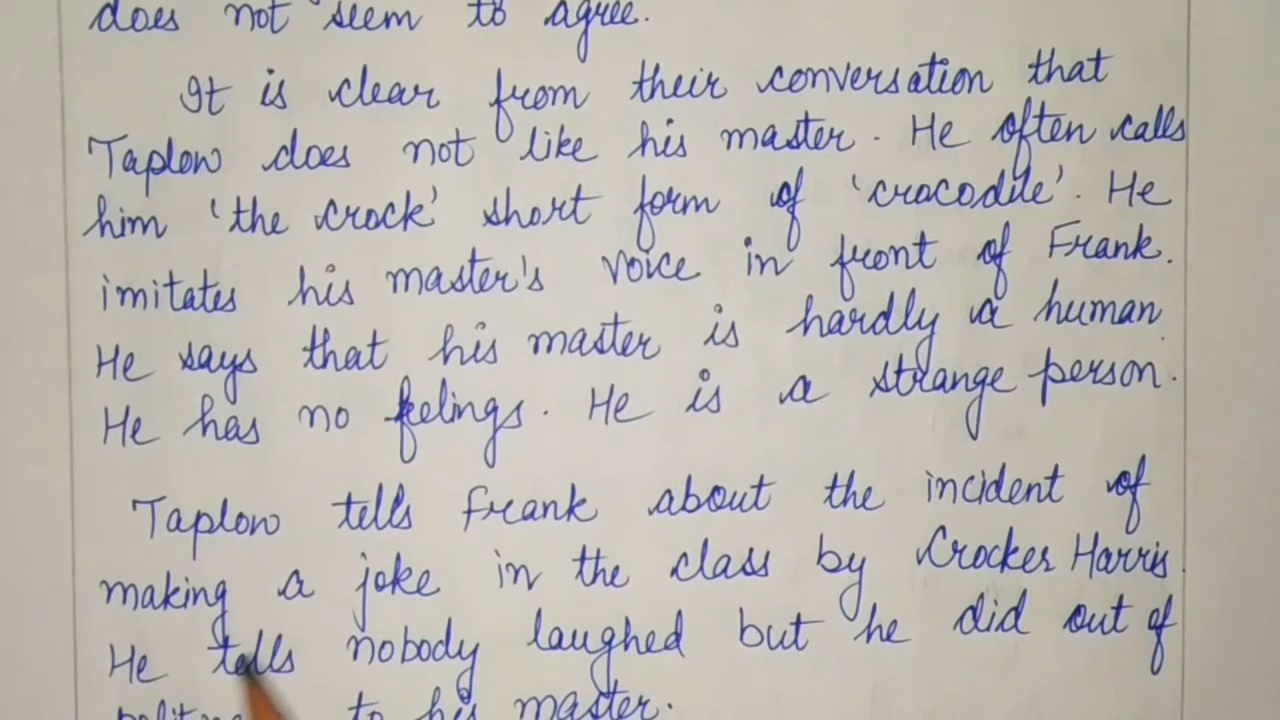 does not seem to agree.
It is clear from their conversation that
Taplow does not like his master. He often calls
him 'the crock' short form of 'crocodile'. He
imitates his master's voice in front of Frank.
He says that his master is hardly a human.
He has no feelings. He is a strange person.
Taplow tells Frank about the incident of
making a joke in the class by Crocker Harris.
He tells nobody laughed but he did out of
to his master.